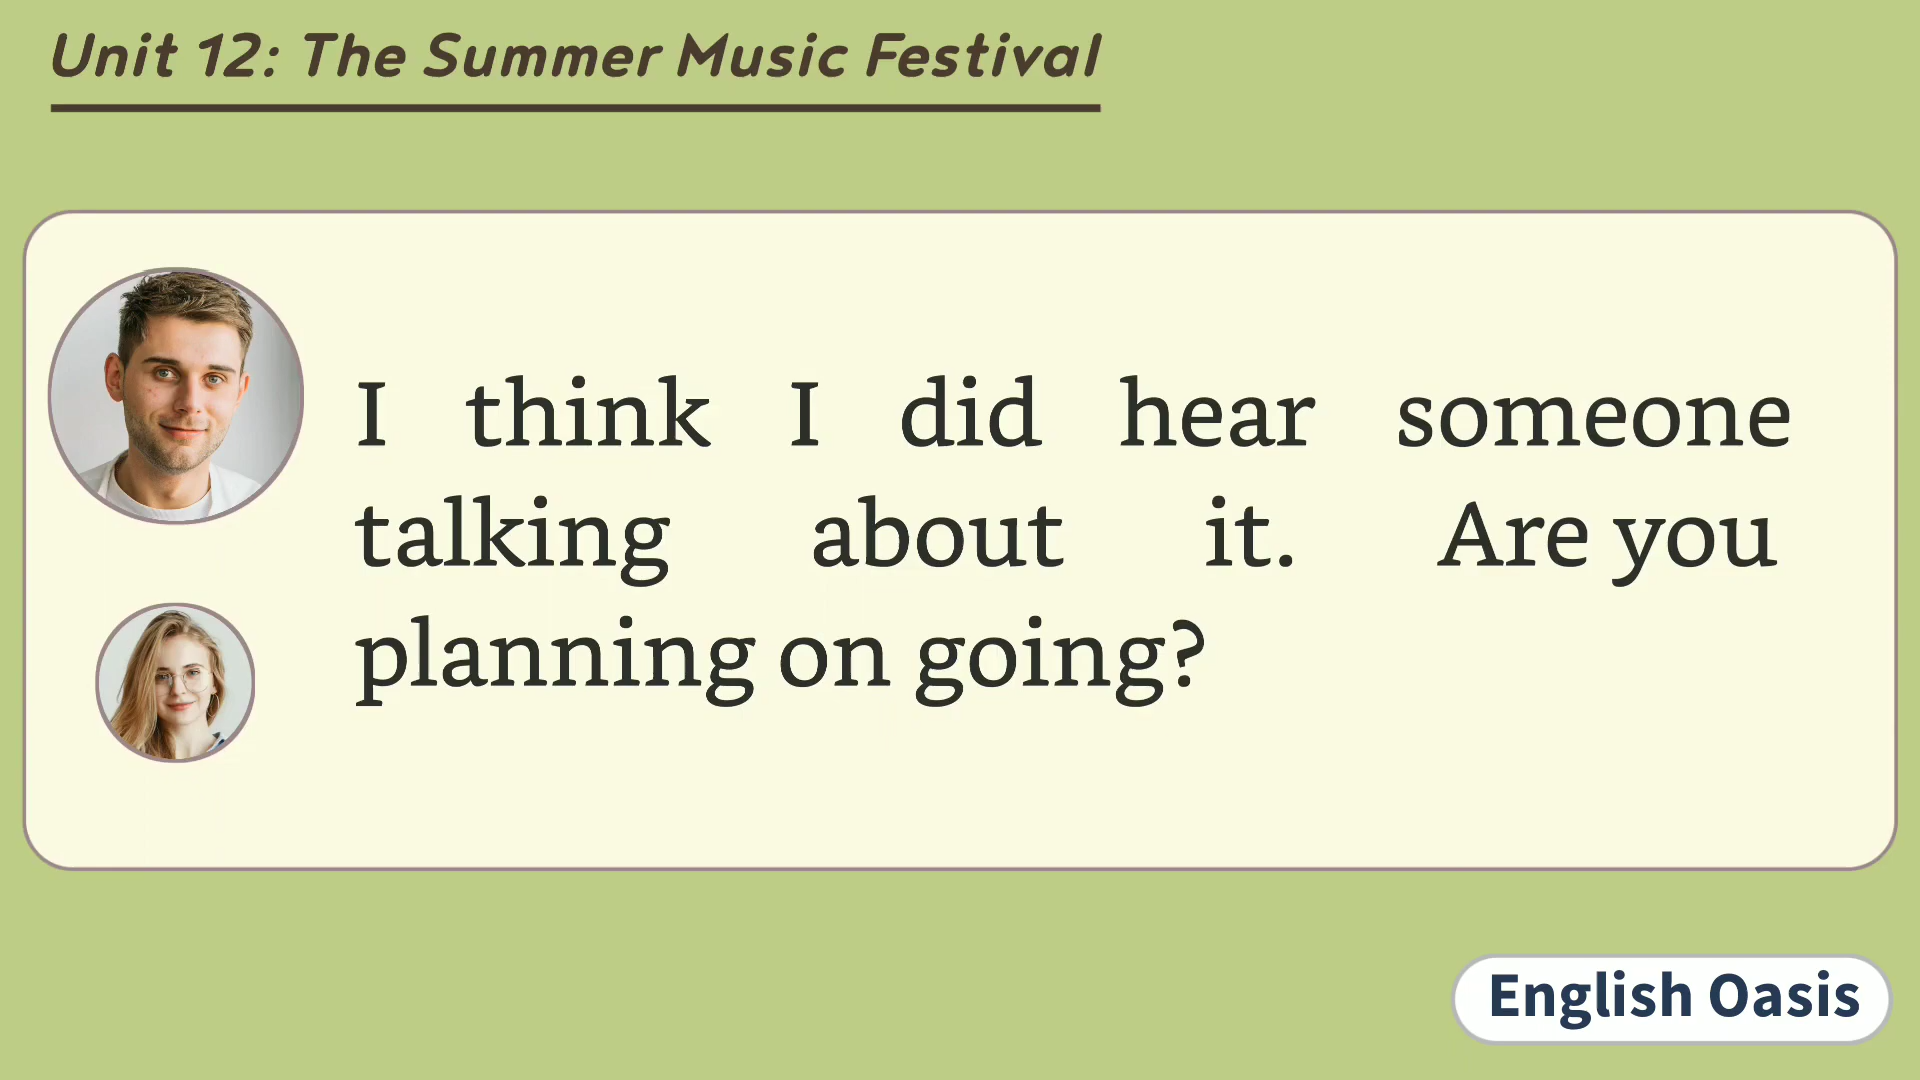 Unit 12: The Summer Music Festival
I think I did hear someone
talking about it. Are you
planning on going?
English Oasis